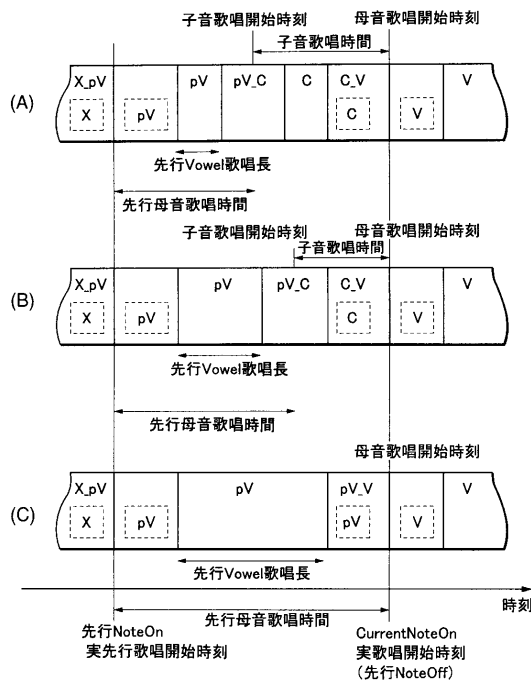 子音歌唱開始時刻 母音歌唱開始時刻
子音歌唱時間
(A)
X_pV pV pV_C C C_V V
X pV C V
先行Vowel歌唱長
先行母音歌唱時間
子音歌唱開始時刻 母音歌唱開始時刻
子音歌唱時間
(B)
X_pV pV pV_C C_V V
X pV C V
先行Vowel歌唱長
先行母音歌唱時間
母音歌唱開始時刻
(C)
X_pV pV pV_V V
X pV pV V
先行Vowel歌唱長
時刻
先行母音歌唱時間
先行NoteOn CurrentNoteOn
実先行歌唱開始時刻 実歌唱開始時刻
(先行NoteOff)